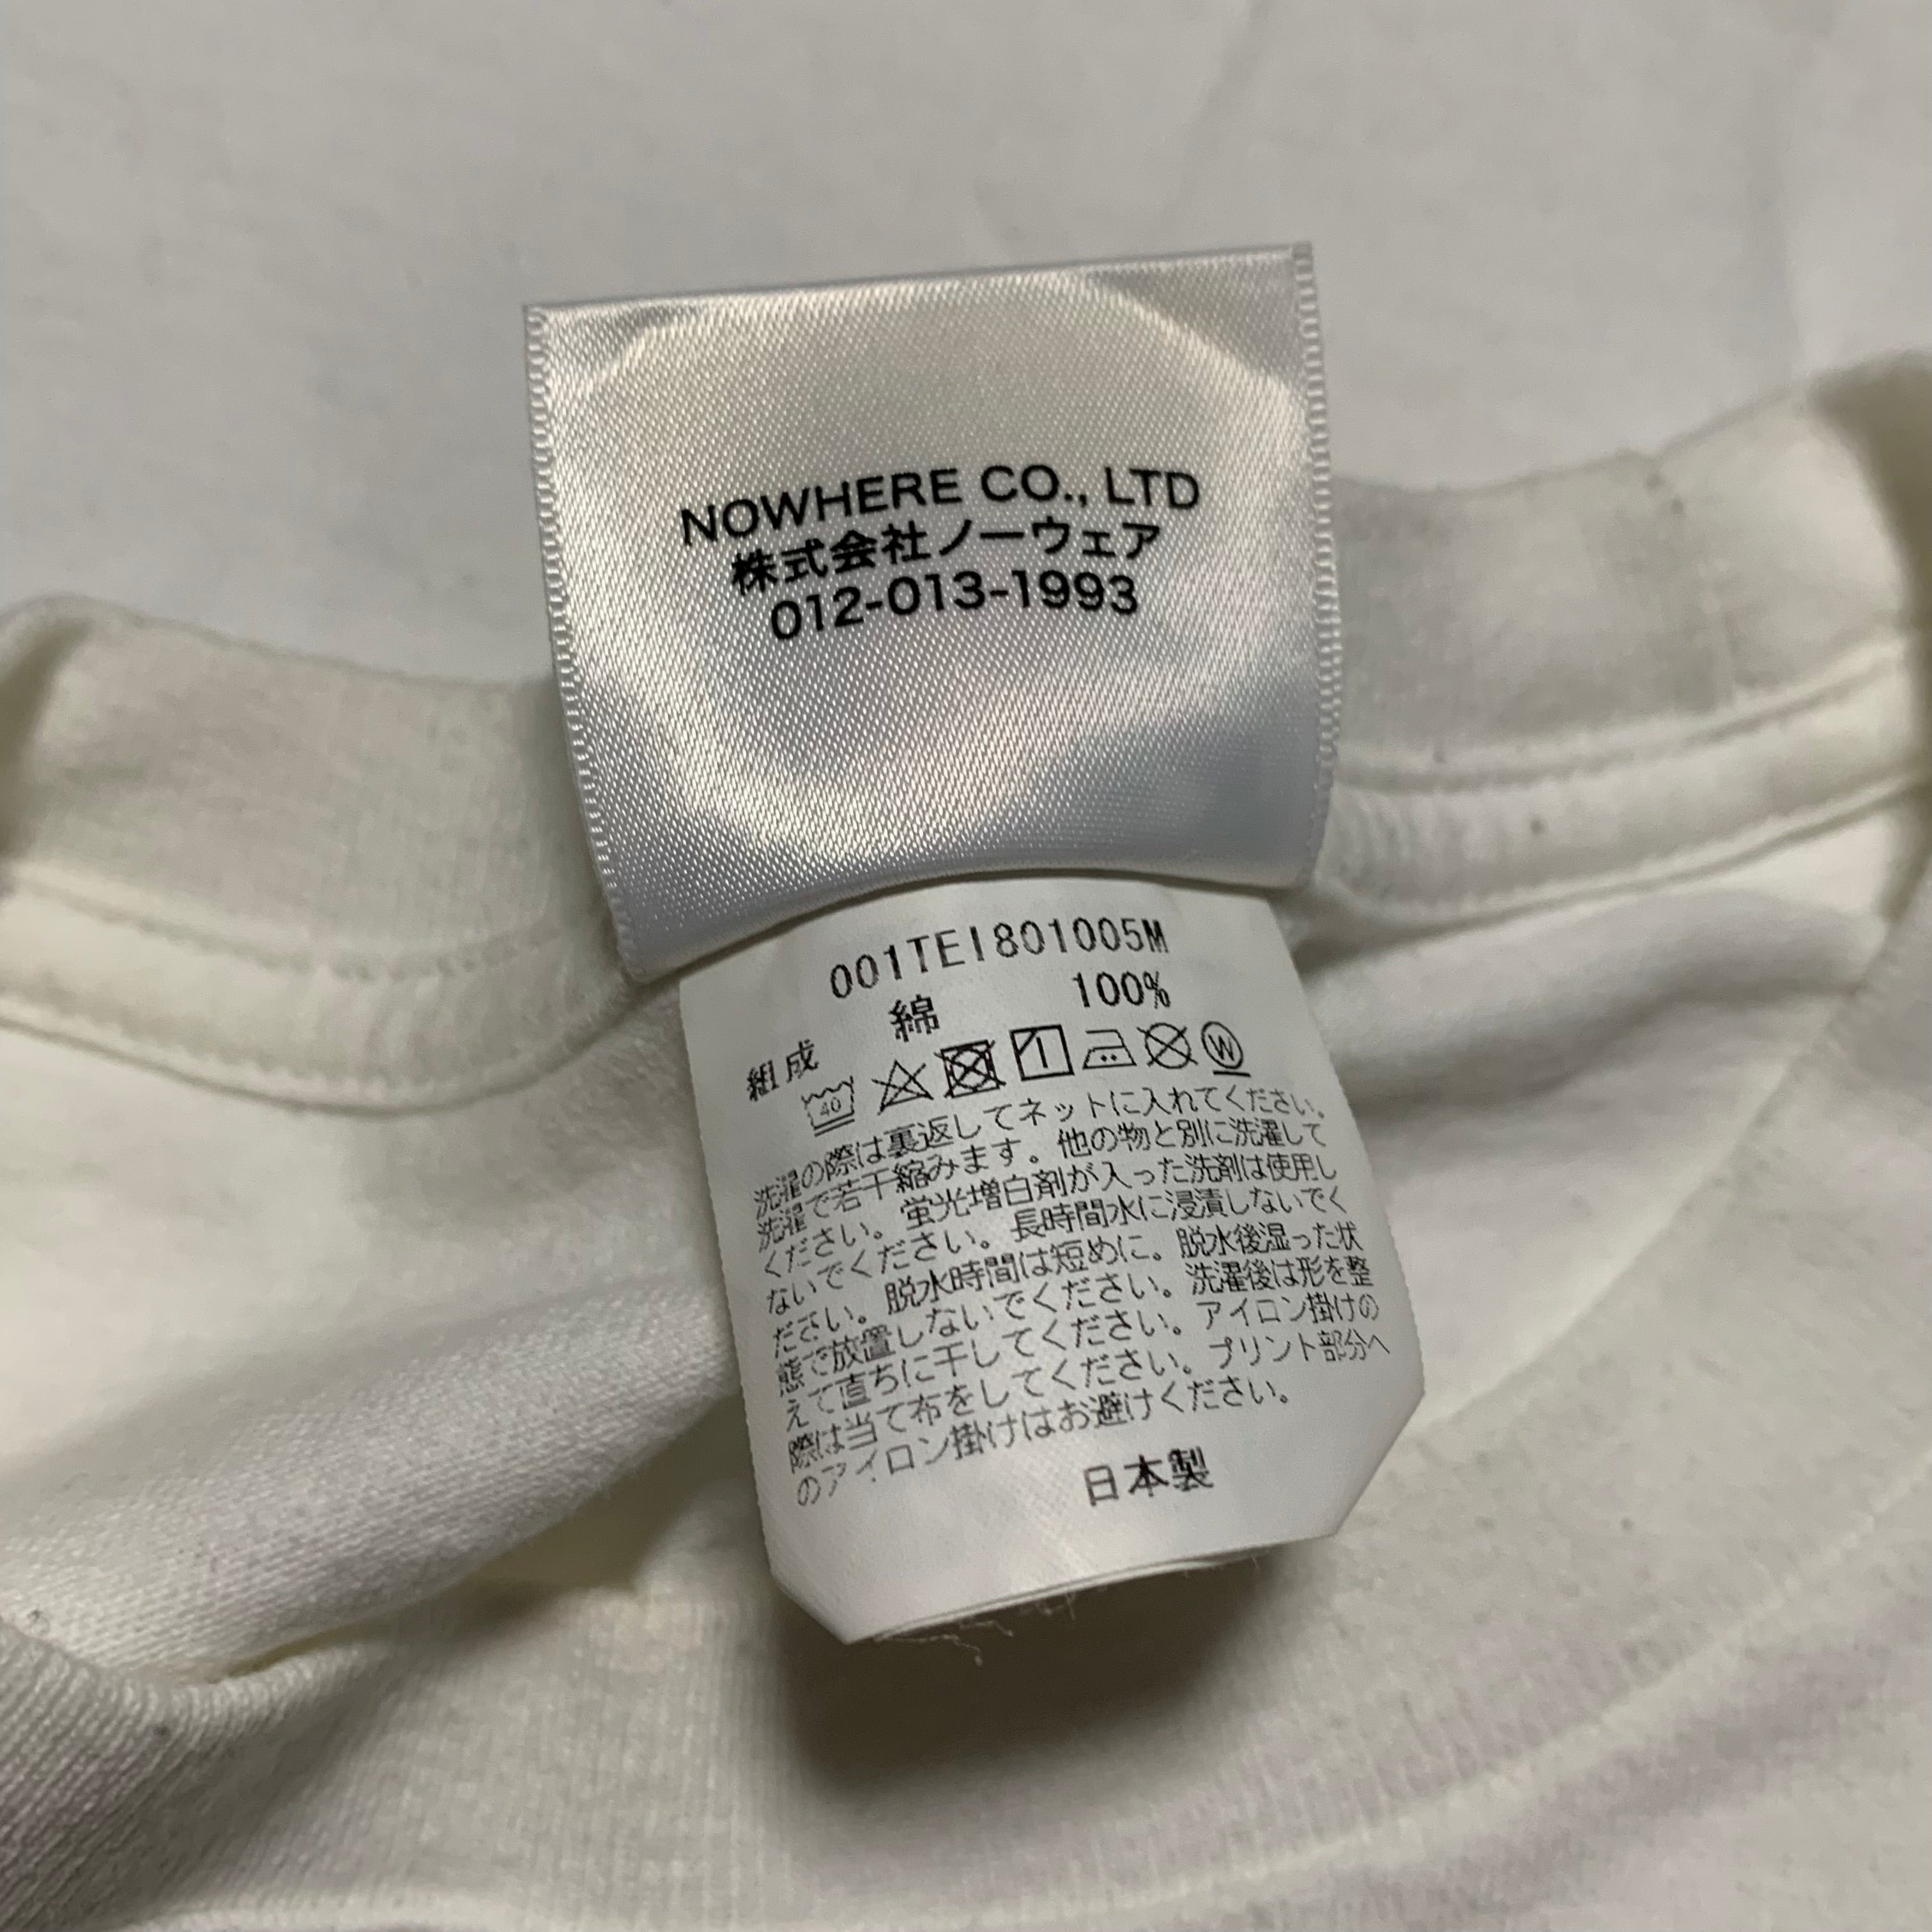 NOWHERE CO., LTD
株式会社ノーウェア
012-013-1993
001TEI801005M
組成 綿 100%
40 W
洗濯の際は裏返してネットに入れてください。
洗濯で若干縮みます。他の物と別に洗濯して
ください。蛍光増白剤が入った洗剤は使用し
ないでください。長時間水に浸漬しないでく
ださい。脱水時間は短めに。脱水後湿った状
態で放置しないでください。洗濯後は形を整
えて直ちに干してください。アイロン掛けの
際は当て布をしてください。プリント部分へ
のアイロン掛けはお避けください。
日本製